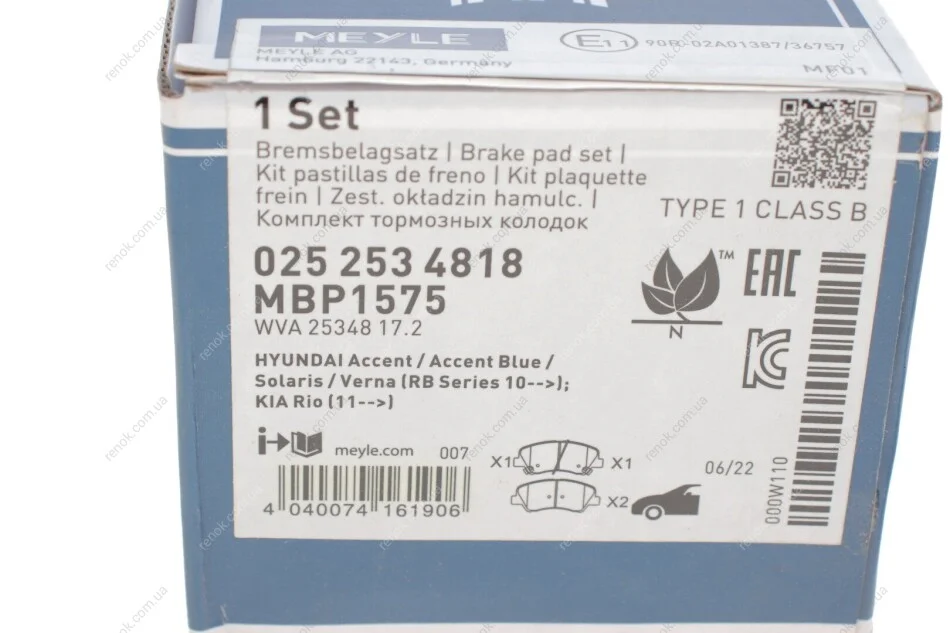 MEYLE
MEYLE AG
Hamburg 22143, Germany
E11 90R-02A01387/36757
MF01
1 Set
Bremsbelagsatz | Brake pad set |
Kit pastillas de freno | Kit plaquette
frein | Zest. okładzin hamulc. |
Комплект тормозных колодок
TYPE 1 CLASS B
025 253 4818
MBP1575
WVA 25348 17.2
™
N
EAC
KC
HYUNDAI Accent / Accent Blue /
Solaris / Verna (RB Series 10-->);
KIA Rio (11-->)
i
meyle.com 007
X1 X1
X2
06/22
000W110
4 040074 161906
renok.com.ua